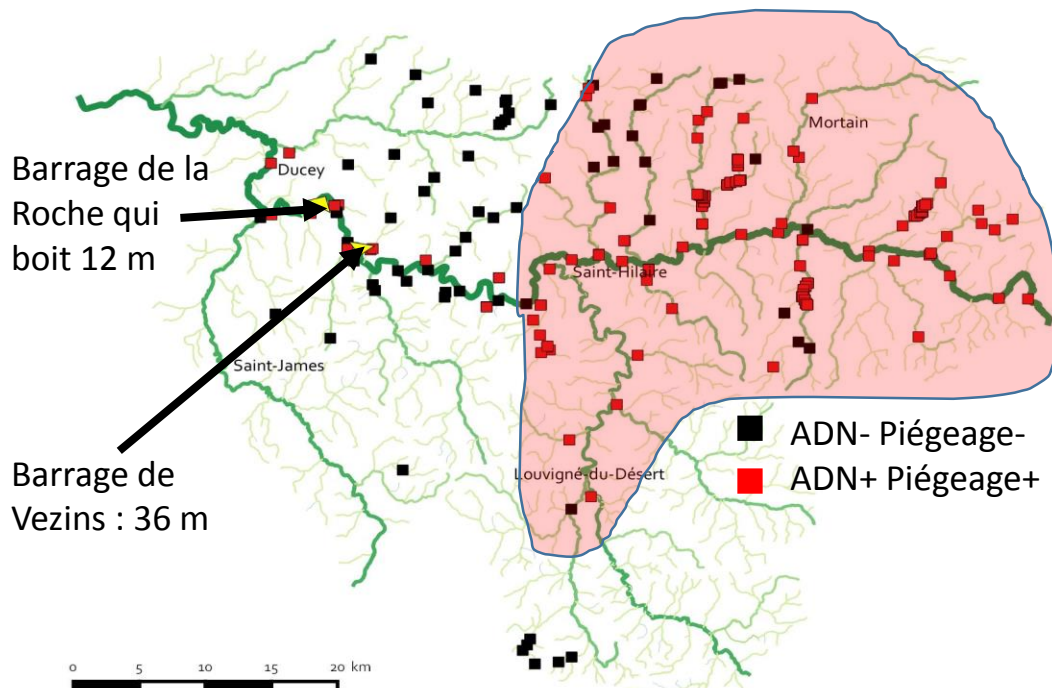 Mortain
Ducey
Barrage de la
Roche qui
boit 12 m
Saint-Hilaire
Saint-James
ADN- Piégeage-
Louvigné-du-Désert
ADN+ Piégeage+
Barrage de
Vezins : 36 m
0 5 10 15 20 km